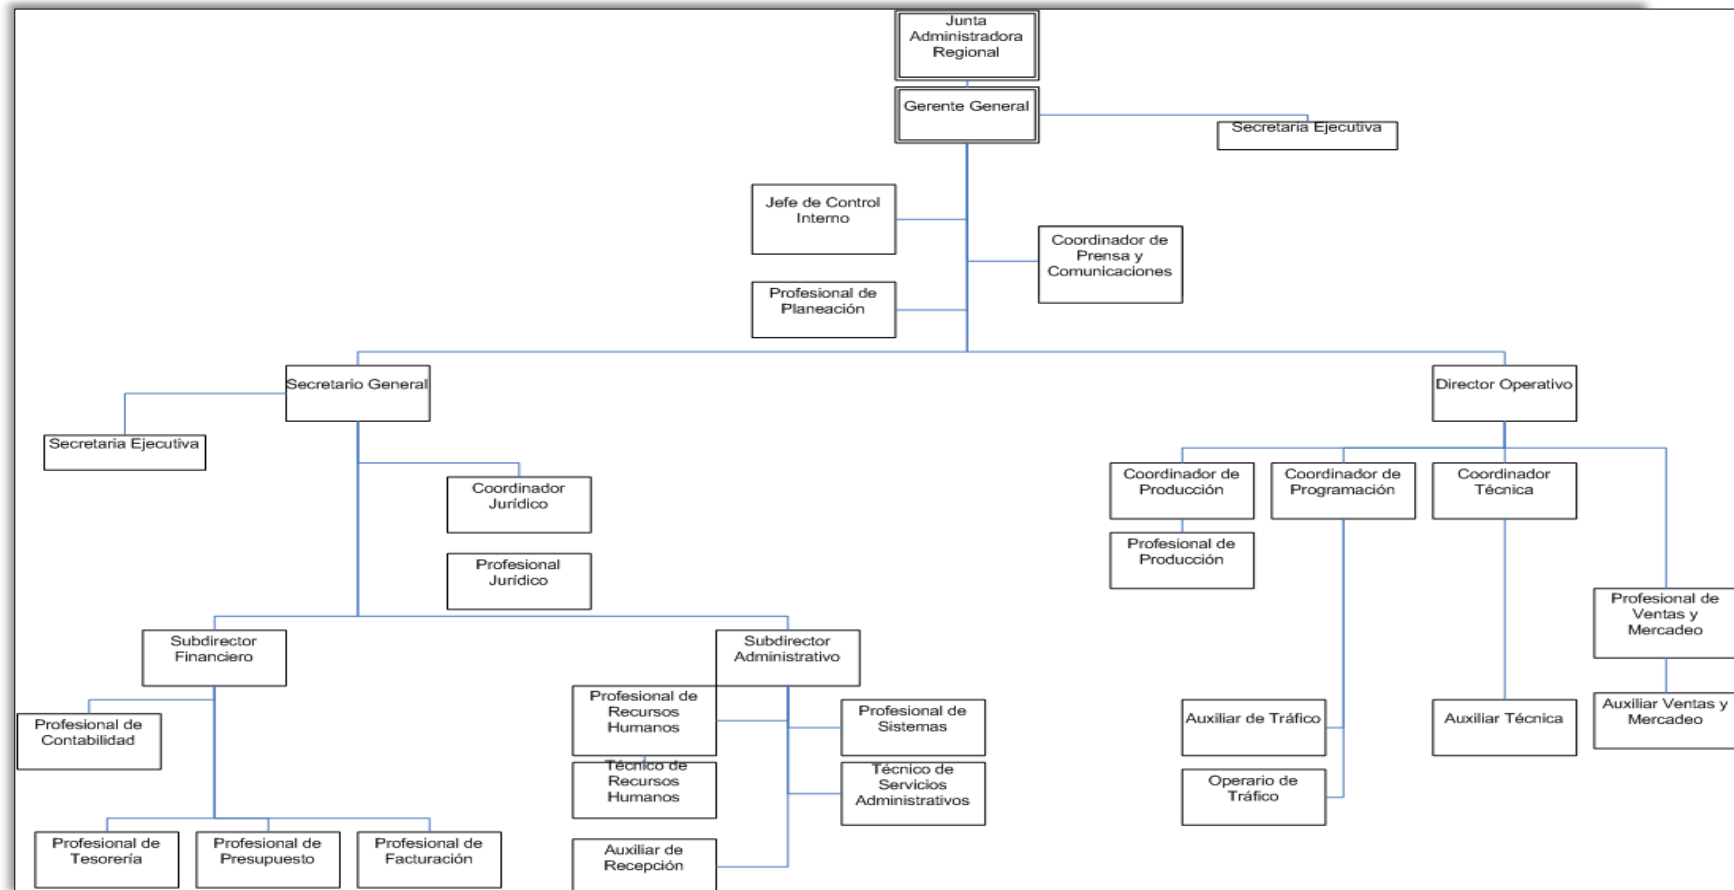 Junta
Administradora
Regional
Gerente General
Secretaria Ejecutiva
Jefe de Control
Interno
Coordinador de
Prensa y
Comunicaciones
Profesional de
Planeación
Secretario General
Director Operativo
Secretaria Ejecutiva
Coordinador
Jurídico
Coordinador de
Producción
Coordinador de
Programación
Coordinador
Técnica
Profesional
Jurídico
Profesional de
Producción
Profesional de
Ventas y
Mercadeo
Subdirector
Financiero
Subdirector
Administrativo
Profesional de
Contabilidad
Profesional de
Recursos
Humanos
Profesional de
Sistemas
Auxiliar de Tráfico
Auxiliar Técnica
Auxiliar Ventas y
Mercadeo
Técnico de
Recursos
Humanos
Técnico de
Servicios
Administrativos
Operario de
Tráfico
Profesional de
Tesorería
Profesional de
Presupuesto
Profesional de
Facturación
Auxiliar de
Recepción